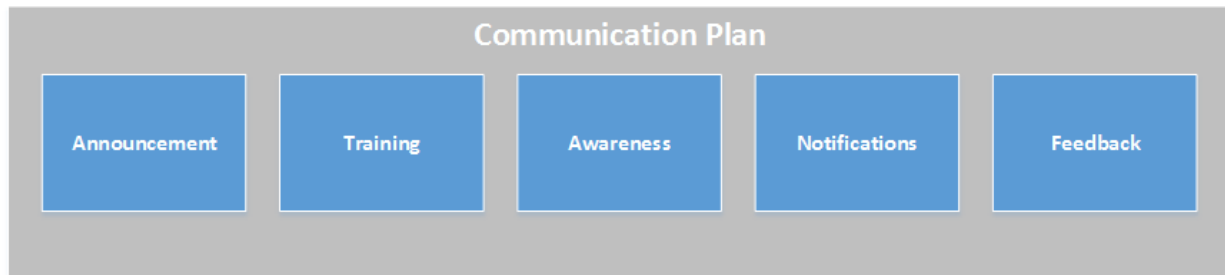 Communication Plan
Announcement
Training
Awareness
Notifications
Feedback